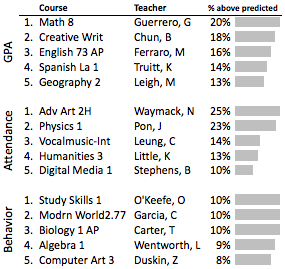 Course Teacher % above predicted
GPA
1. Math 8 Guerrero, G 20%
2. Creative Writ Chun, B 18%
3. English 73 AP Ferraro, M 16%
4. Spanish La 1 Truitt, K 14%
5. Geography 2 Leigh, M 13%
Attendance
1. Adv Art 2H Waymack, N 25%
2. Physics 1 Pon, J 23%
3. Vocalmusic-Int Leung, C 14%
4. Humanities 3 Little, K 13%
5. Digital Media 1 Stephens, B 10%
Behavior
1. Study Skills 1 O'Keefe, O 10%
2. Modrn World2.77 Garcia, C 10%
3. Biology 1 AP Carter, T 10%
4. Algebra 1 Wentworth, L 9%
5. Computer Art 3 Duskin, Z 8%